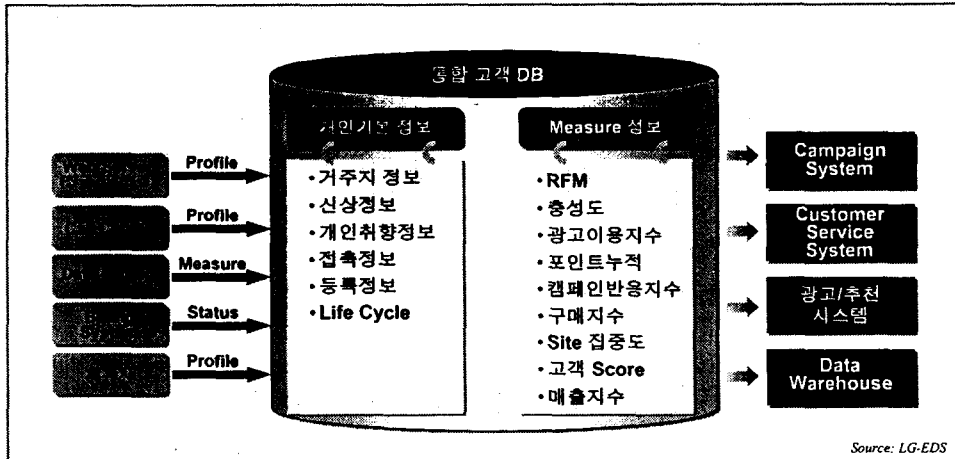 통합 고객 DB
개인기본 정보
Measure 정보
Profile
Profile
Measure
Status
Profile
• 거주지 정보
• 신상정보
• 개인취향정보
• 접촉정보
• 등록정보
• Life Cycle
• RFM
• 충성도
• 광고이용지수
• 포인트누적
• 캠페인반응지수
• 구매지수
• Site 집중도
• 고객 Score
• 매출지수
Campaign
System
Customer
Service
System
광고/추천
시스템
Data
Warehouse
Source: LG-EDS